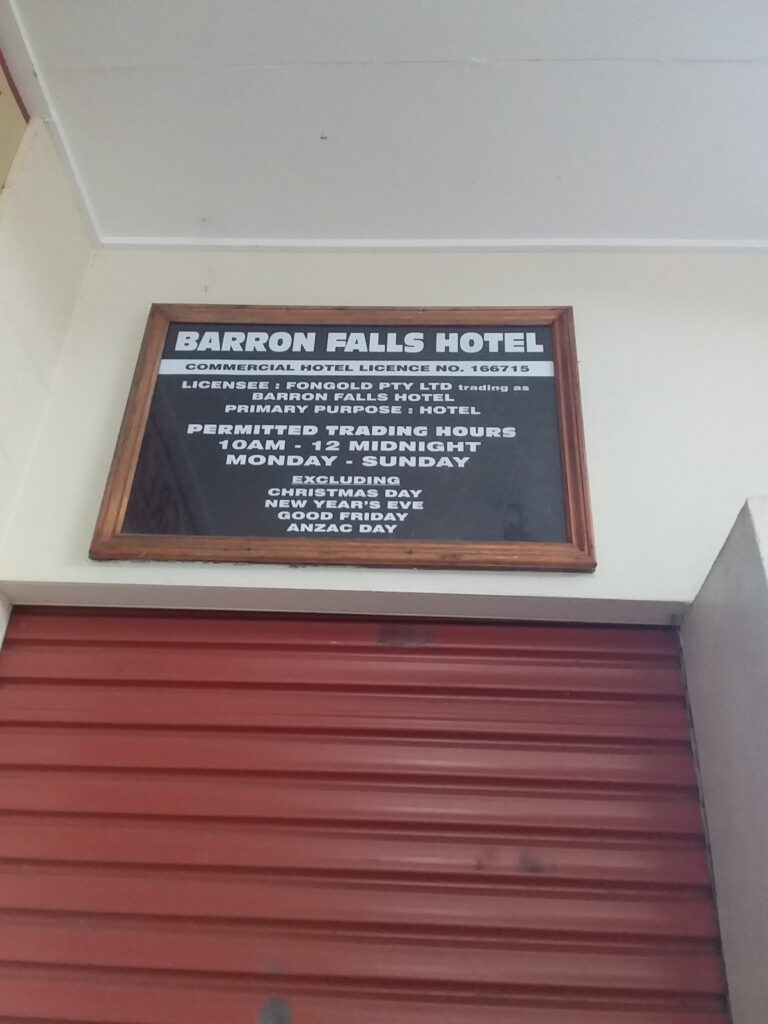 BARRON FALLS HOTEL
COMMERCIAL HOTEL LICENCE NO. 166715
LICENSEE : FONGOLD PTY LTD trading as
BARRON FALLS HOTEL
PRIMARY PURPOSE : HOTEL
PERMITTED TRADING HOURS
10AM - 12 MIDNIGHT
MONDAY - SUNDAY
EXCLUDING
CHRISTMAS DAY
NEW YEAR'S EVE
GOOD FRIDAY
ANZAC DAY